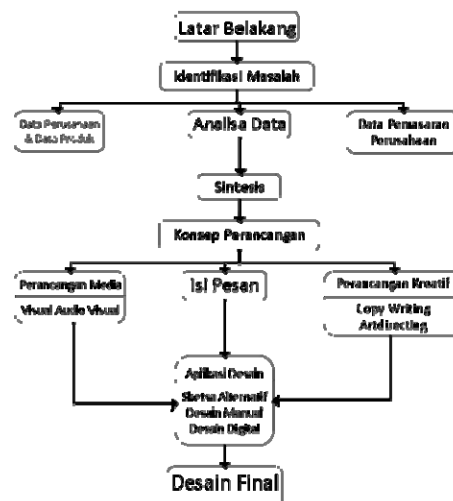 Latar Belakang
Identifikasi Masalah
Data Perusahaan
& Data Produk
Analisa Data
Data Pemasaran
Perusahaan
Sintesis
Konsep Perancangan
Perancangan Media
Visual Audio Visual
Isi Pesan
Perancangan Kreatif
Copy Writing
Artdirecting
Aplikasi Desain
Sketsa Alternatif
Desain Manual
Desain Digital
Desain Final